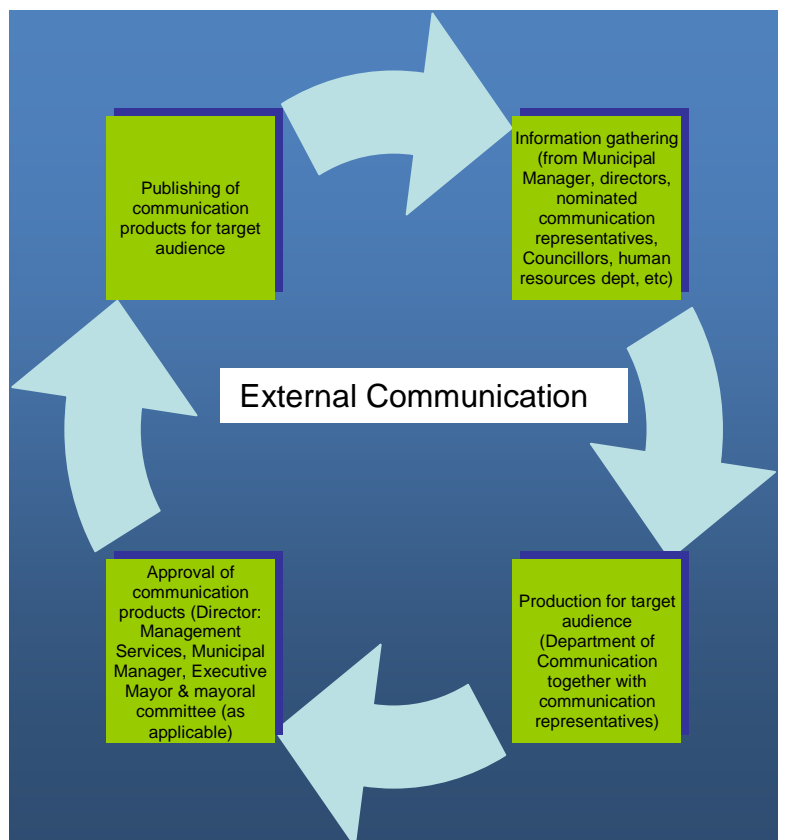 Publishing of
communication
products for target
audience
Information gathering
(from Municipal
Manager, directors,
nominated
communication
representatives,
Councillors, human
resources dept, etc)
External Communication
Approval of
communication
products (Director:
Management
Services, Municipal
Manager, Executive
Mayor & mayoral
committee (as
applicable)
Production for target
audience
(Department of
Communication
together with
communication
representatives)